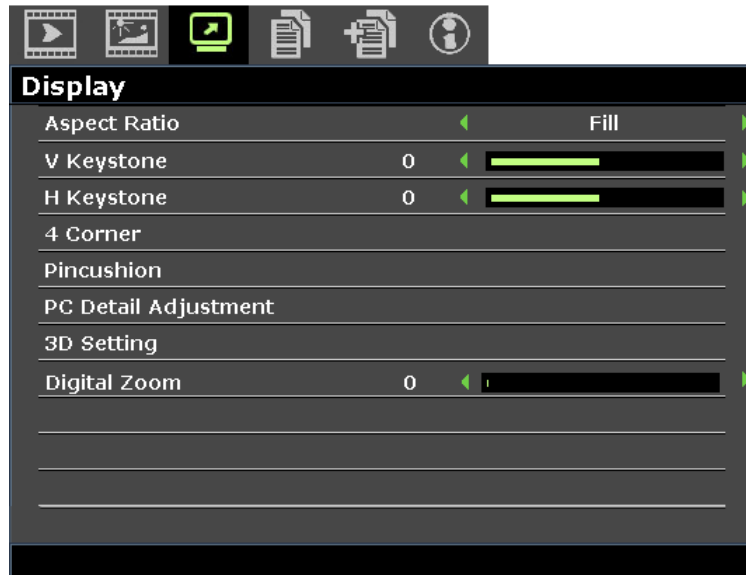 Display
Aspect Ratio Fill
V Keystone 0
H Keystone 0
4 Corner
Pincushion
PC Detail Adjustment
3D Setting
Digital Zoom 0